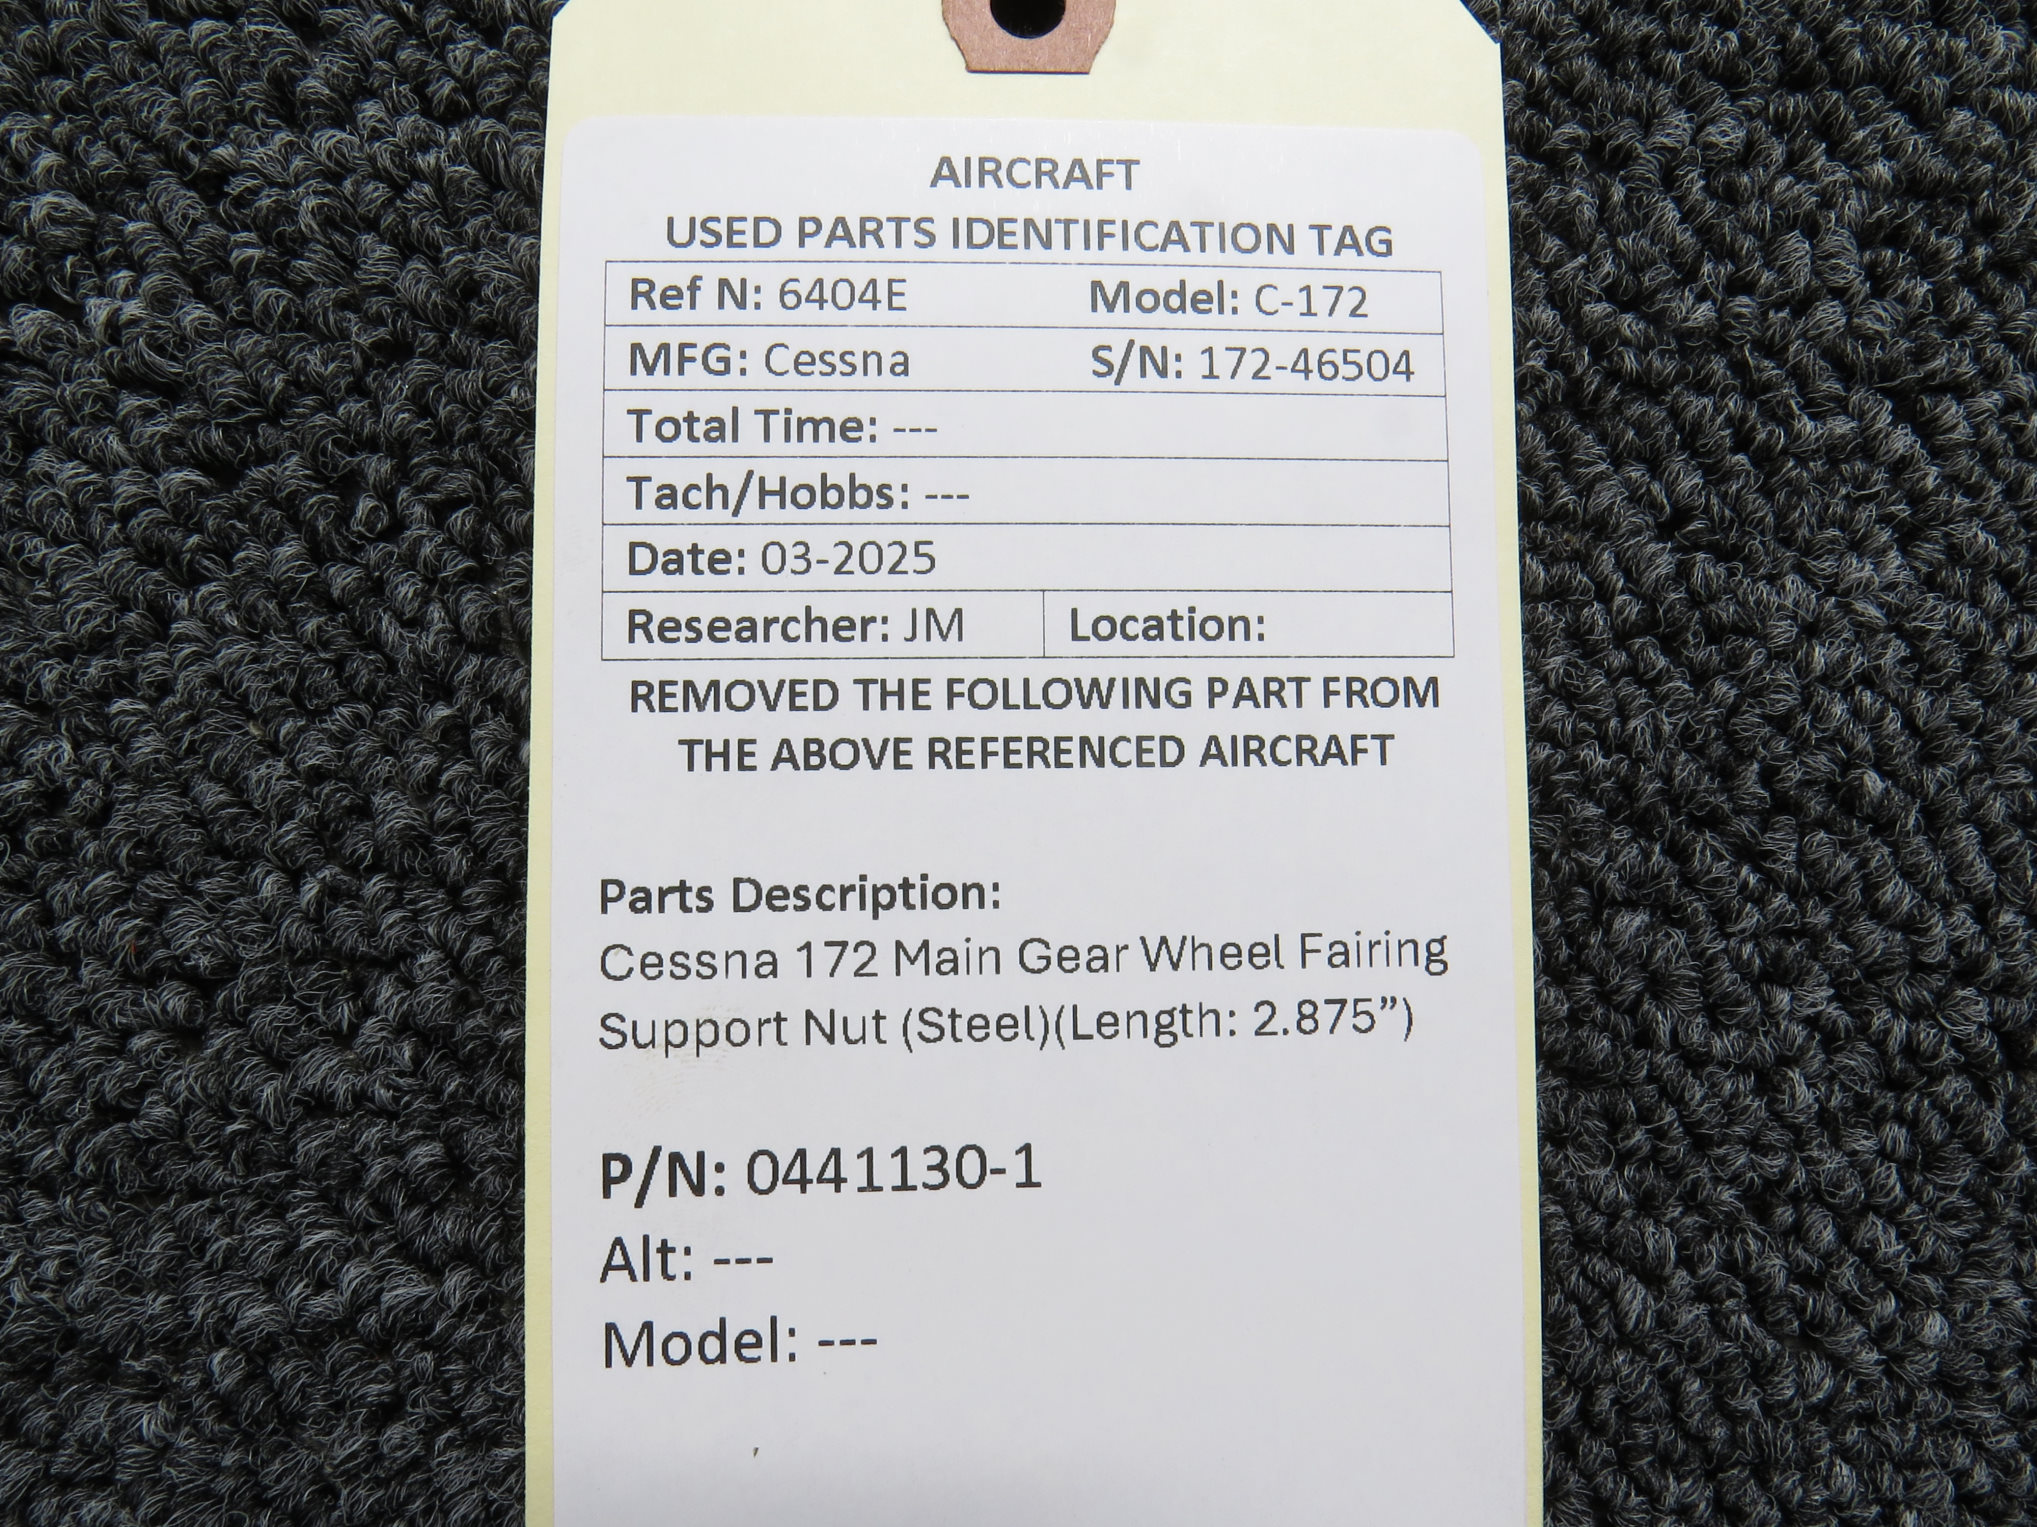 AIRCRAFT
USED PARTS IDENTIFICATION TAG
Ref N: 6404E Model: C-172
MFG: Cessna S/N: 172-46504
Total Time: ---
Tach/Hobbs: ---
Date: 03-2025
Researcher: JM Location:
REMOVED THE FOLLOWING PART FROM
THE ABOVE REFERENCED AIRCRAFT
Parts Description:
Cessna 172 Main Gear Wheel Fairing
Support Nut (Steel)(Length: 2.875”)
P/N: 0441130-1
Alt: ---
Model: ---